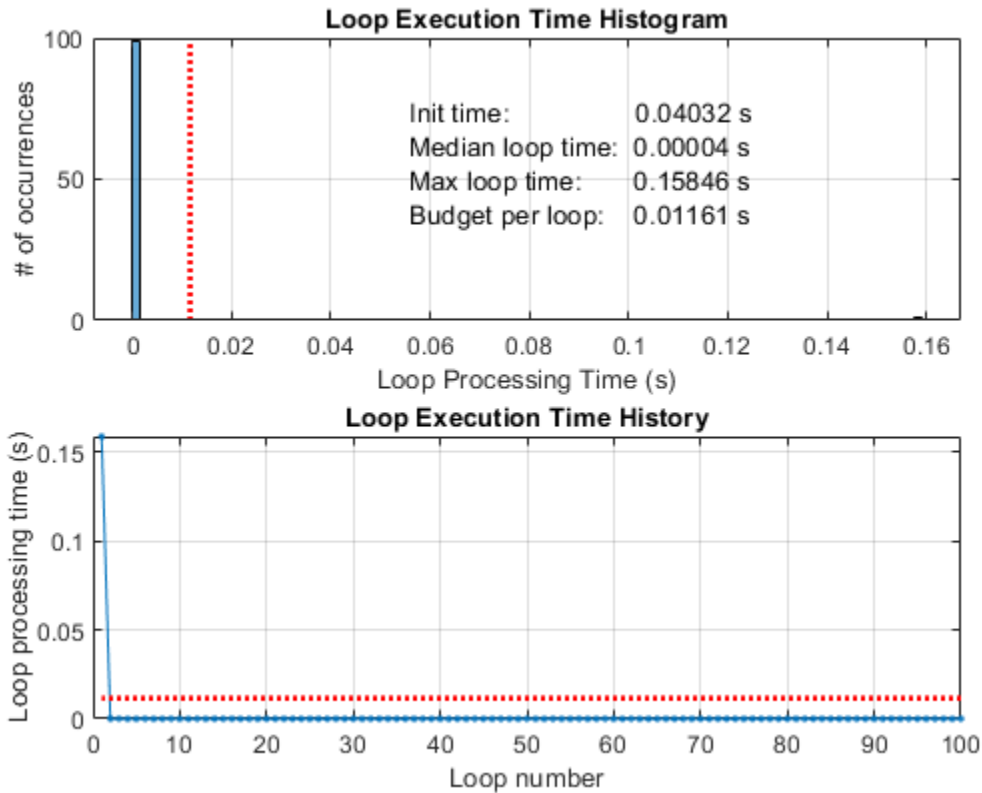 Loop Execution Time Histogram
100
50
0
# of occurrences
Init time: 0.04032 s
Median loop time: 0.00004 s
Max loop time: 0.15846 s
Budget per loop: 0.01161 s
0 0.02 0.04 0.06 0.08 0.1 0.12 0.14 0.16
Loop Processing Time (s)
Loop Execution Time History
0.15
0.1
0.05
0
Loop processing time (s)
0 10 20 30 40 50 60 70 80 90 100
Loop number